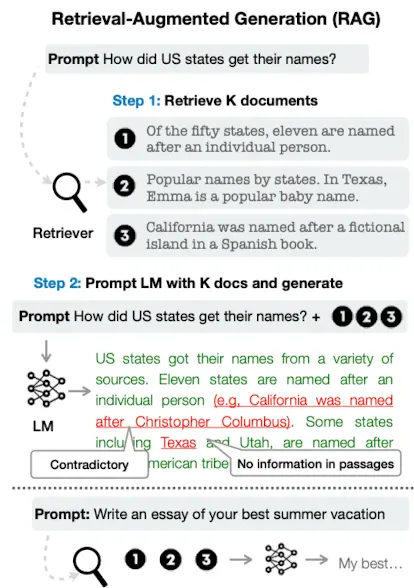 Retrieval-Augmented Generation (RAG)
Prompt How did US states get their names?
Step 1: Retrieve K documents
1 Of the fifty states, eleven are named
after an individual person.
2 Popular names by states. In Texas,
Emma is a popular baby name.
Retriever
3 California was named after a fictional
island in a Spanish book.
Step 2: Prompt LM with K docs and generate
Prompt How did US states get their names? + 1 2 3
US states got their names from a variety of
sources. Eleven states are named after an
individual person (e.g, California was named
after Christopher Columbus). Some states
LM
including Texas and Utah, are named after
Contradictory
No information in passages
merican tribe
Prompt: Write an essay of your best summer vacation
1 2 3
My best...